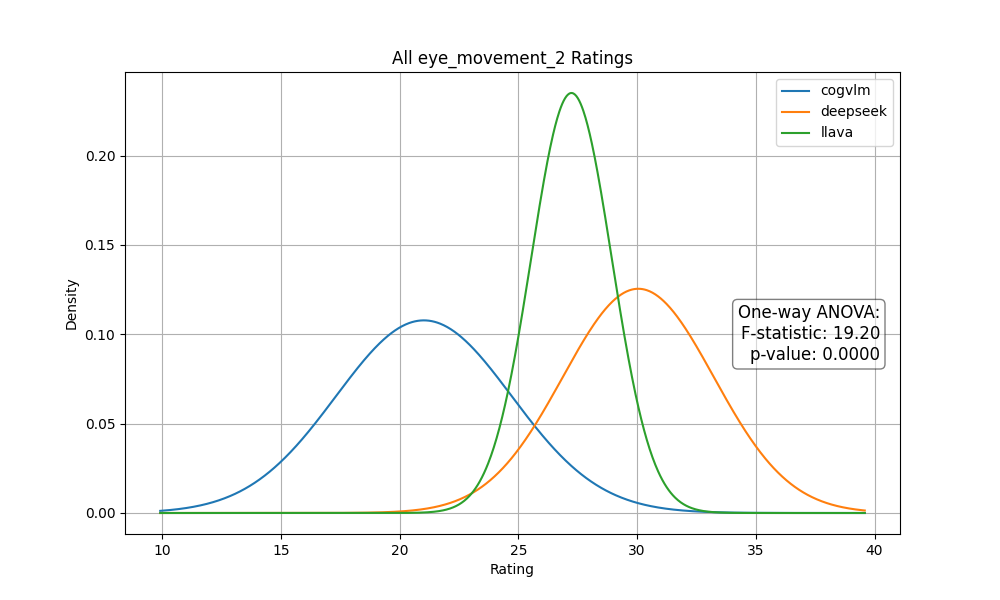 All eye_movement_2 Ratings
cogvlm
deepseek
llava
One-way ANOVA:
F-statistic: 19.20
p-value: 0.0000
Density
0.20
0.15
0.10
0.05
0.00
10 15 20 25 30 35 40
Rating